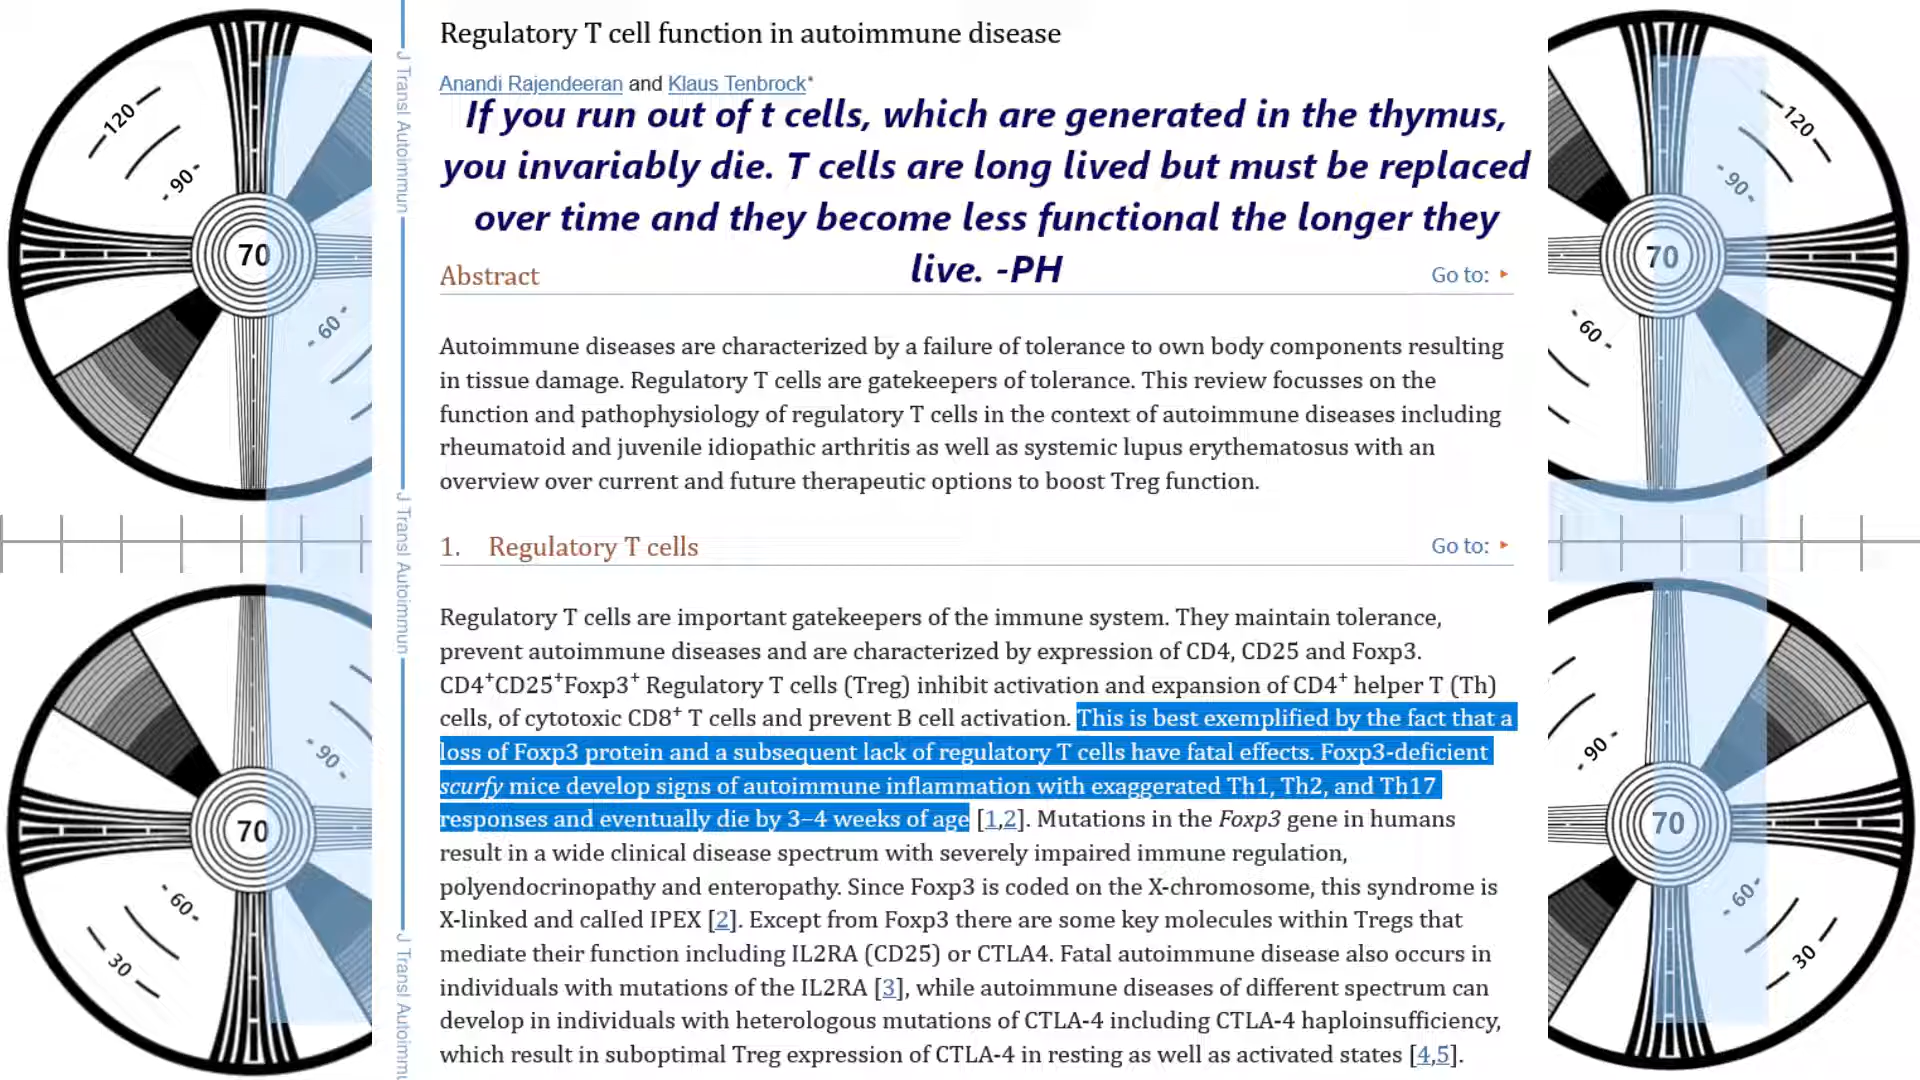 Regulatory T cell function in autoimmune disease
Anandi Rajendeeran and Klaus Tenbrock*
If you run out of t cells, which are generated in the thymus,
you invariably die. T cells are long lived but must be replaced
over time and they become less functional the longer they
live. -PH
Abstract
Go to:
Autoimmune diseases are characterized by a failure of tolerance to own body components resulting
in tissue damage. Regulatory T cells are gatekeepers of tolerance. This review focusses on the
function and pathophysiology of regulatory T cells in the context of autoimmune diseases including
rheumatoid and juvenile idiopathic arthritis as well as systemic lupus erythematosus with an
overview over current and future therapeutic options to boost Treg function.
1. Regulatory T cells
Go to:
Regulatory T cells are important gatekeepers of the immune system. They maintain tolerance,
prevent autoimmune diseases and are characterized by expression of CD4, CD25 and Foxp3.
CD4⁺CD25⁺Foxp3⁺ Regulatory T cells (Treg) inhibit activation and expansion of CD4⁺ helper T (Th)
cells, of cytotoxic CD8⁺ T cells and prevent B cell activation. This is best exemplified by the fact that a
loss of Foxp3 protein and a subsequent lack of regulatory T cells have fatal effects. Foxp3-deficient
scurfy mice develop signs of autoimmune inflammation with exaggerated Th1, Th2, and Th17
responses and eventually die by 3–4 weeks of age [1,2]. Mutations in the Foxp3 gene in humans
result in a wide clinical disease spectrum with severely impaired immune regulation,
polyendocrinopathy and enteropathy. Since Foxp3 is coded on the X-chromosome, this syndrome is
X-linked and called IPEX [2]. Except from Foxp3 there are some key molecules within Tregs that
mediate their function including IL2RA (CD25) or CTLA4. Fatal autoimmune disease also occurs in
individuals with mutations of the IL2RA [3], while autoimmune diseases of different spectrum can
develop in individuals with heterologous mutations of CTLA-4 including CTLA-4 haploinsufficiency,
which result in suboptimal Treg expression of CTLA-4 in resting as well as activated states [4,5].
J Transl Autoimmun
J Transl Autoimmun
J Transl Autoimmu
120
-90-
70
-60-
120
-90-
70
-60-
-90-
70
-60-
30
-90-
70
-60-
30